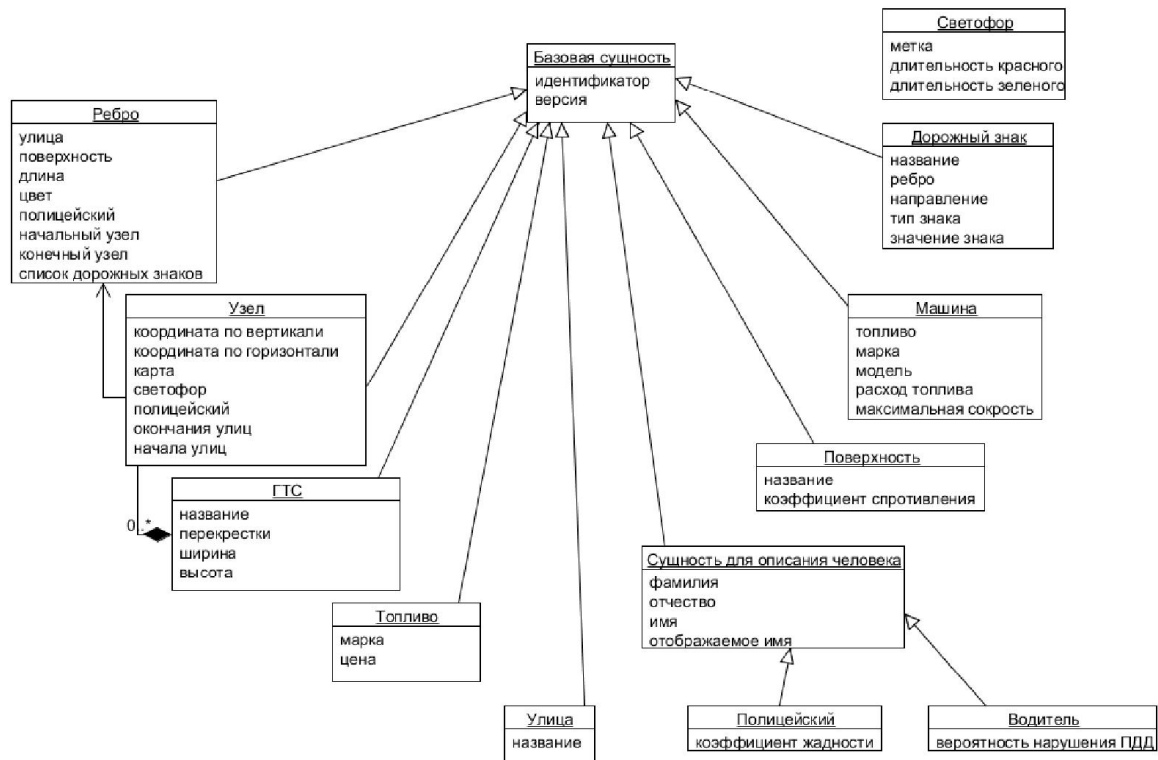 Светофор
метка
длительность красного
длительность зеленого
Базовая сущность
идентификатор
версия
Ребро
улица
поверхность
длина
цвет
полицейский
начальный узел
конечный узел
список дорожных знаков
Дорожный знак
название
ребро
направление
тип знака
значение знака
Узел
координата по вертикали
координата по горизонтали
карта
светофор
полицейский
окончания улиц
начала улиц
Машина
топливо
марка
модель
расход топлива
максимальная сокрость
Поверхность
название
коэффициент спротивления
ГТС
название
перекрестки
ширина
высота
0..*
Сущность для описания человека
фамилия
отчество
имя
отображаемое имя
Топливо
марка
цена
Улица
название
Полицейский
коэффициент жадности
Водитель
вероятность нарушения ПДД